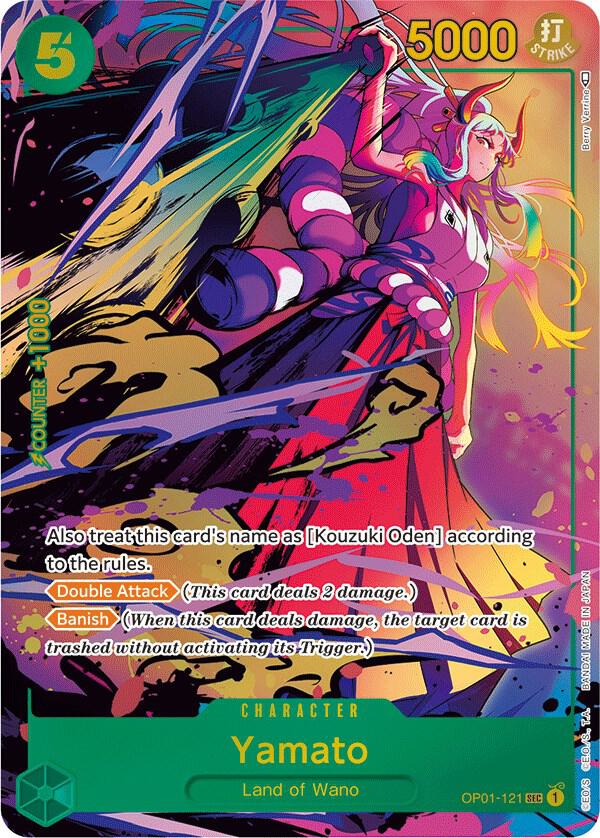 5
5000
打
STRIKE
Berry Verrine
COUNTER +1000
Also treat this card's name as [Kouzuki Oden] according
to the rules.
Double Attack (This card deals 2 damage.)
Banish (When this card deals damage, the target card is
trashed without activating its Trigger.)
CHARACTER
Yamato
Land of Wano
OP01-121 SEC 1
©E.O/S ©E.O./S., T.A. BANDAI MADE IN JAPAN